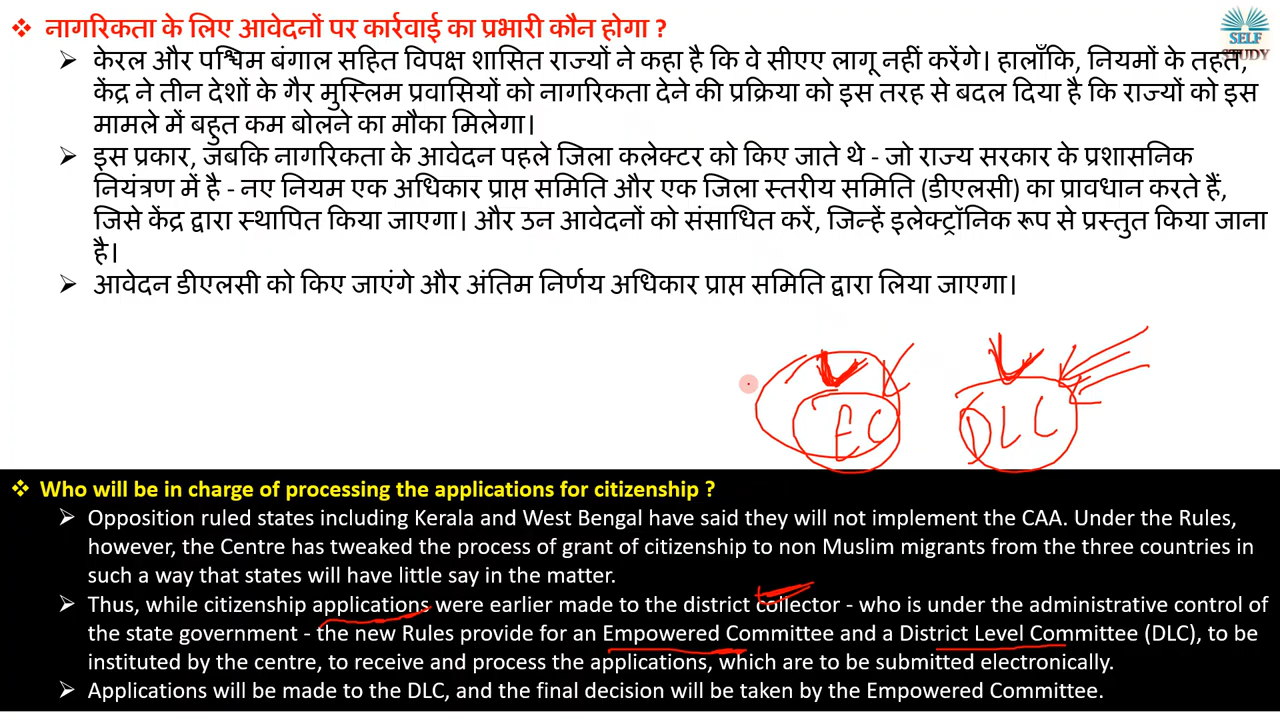 ❖ नागरिकता के लिए आवेदनों पर कार्रवाई का प्रभारी कौन होगा ?
SELF
STUDY
➢ केरल और पश्चिम बंगाल सहित विपक्ष शासित राज्यों ने कहा है कि वे सीएए लागू नहीं करेंगे। हालाँकि, नियमों के तहत,
केंद्र ने तीन देशों के गैर मुस्लिम प्रवासियों को नागरिकता देने की प्रक्रिया को इस तरह से बदल दिया है कि राज्यों को इस
मामले में बहुत कम बोलने का मौका मिलेगा।
➢ इस प्रकार, जबकि नागरिकता के आवेदन पहले जिला कलेक्टर को किए जाते थे - जो राज्य सरकार के प्रशासनिक
नियंत्रण में है - नए नियम एक अधिकार प्राप्त समिति और एक जिला स्तरीय समिति (डीएलसी) का प्रावधान करते हैं,
जिसे केंद्र द्वारा स्थापित किया जाएगा। और उन आवेदनों को संसाधित करें, जिन्हें इलेक्ट्रॉनिक रूप से प्रस्तुत किया जाना
है।
➢ आवेदन डीएलसी को किए जाएंगे और अंतिम निर्णय अधिकार प्राप्त समिति द्वारा लिया जाएगा।
EC DLC
❖ Who will be in charge of processing the applications for citizenship ?
➢ Opposition ruled states including Kerala and West Bengal have said they will not implement the CAA. Under the Rules,
however, the Centre has tweaked the process of grant of citizenship to non Muslim migrants from the three countries in
such a way that states will have little say in the matter.
➢ Thus, while citizenship applications were earlier made to the district collector - who is under the administrative control of
the state government - the new Rules provide for an Empowered Committee and a District Level Committee (DLC), to be
instituted by the centre, to receive and process the applications, which are to be submitted electronically.
➢ Applications will be made to the DLC, and the final decision will be taken by the Empowered Committee.